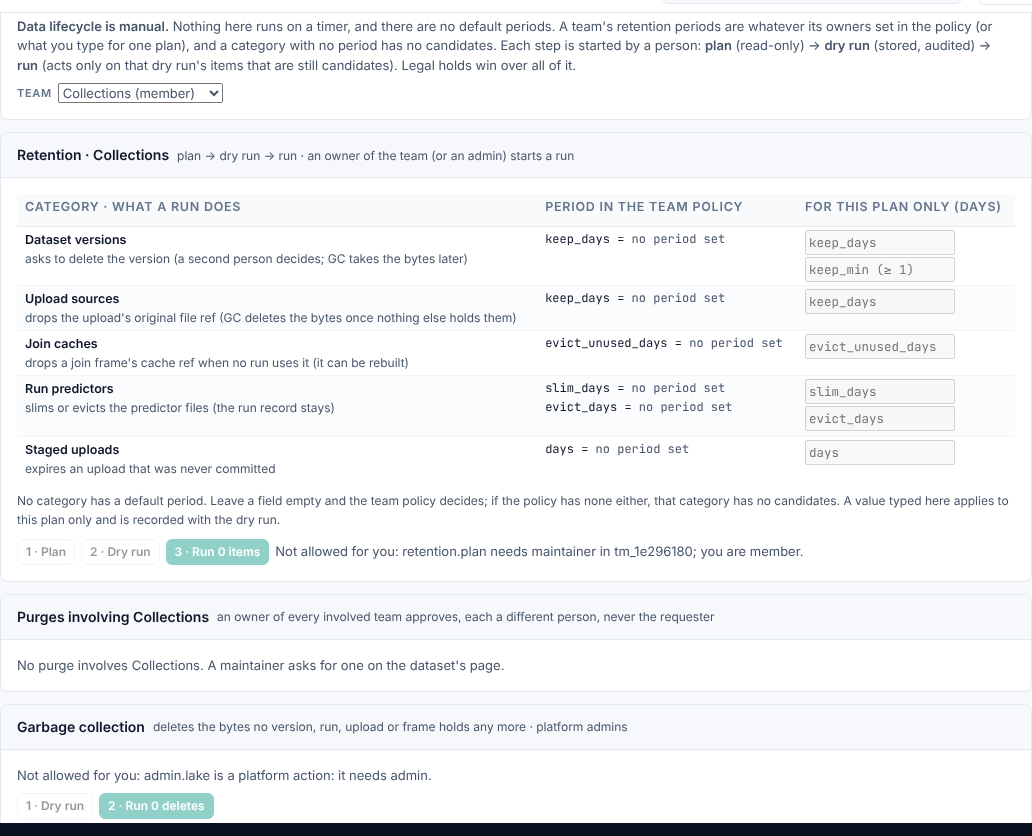 Data lifecycle is manual. Nothing here runs on a timer, and there are no default periods. A team's retention periods are whatever its owners set in the policy (or
what you type for one plan), and a category with no period has no candidates. Each step is started by a person: plan (read-only) → dry run (stored, audited) →
run (acts only on that dry run's items that are still candidates). Legal holds win over all of it.
TEAM Collections (member)
Retention · Collections plan → dry run → run · an owner of the team (or an admin) starts a run
CATEGORY · WHAT A RUN DOES PERIOD IN THE TEAM POLICY FOR THIS PLAN ONLY (DAYS)
Dataset versions keep_days = no period set keep_days
asks to delete the version (a second person decides; GC takes the bytes later) keep_min (≥ 1)
Upload sources keep_days = no period set keep_days
drops the upload's original file ref (GC deletes the bytes once nothing else holds them)
Join caches evict_unused_days = no period set evict_unused_days
drops a join frame's cache ref when no run uses it (it can be rebuilt)
Run predictors slim_days = no period set slim_days
slims or evicts the predictor files (the run record stays) evict_days = no period set evict_days
Staged uploads days = no period set days
expires an upload that was never committed
No category has a default period. Leave a field empty and the team policy decides; if the policy has none either, that category has no candidates. A value typed here applies to
this plan only and is recorded with the dry run.
1 · Plan 2 · Dry run 3 · Run 0 items Not allowed for you: retention.plan needs maintainer in tm_1e296180; you are member.
Purges involving Collections an owner of every involved team approves, each a different person, never the requester
No purge involves Collections. A maintainer asks for one on the dataset's page.
Garbage collection deletes the bytes no version, run, upload or frame holds any more · platform admins
Not allowed for you: admin.lake is a platform action: it needs admin.
1 · Dry run 2 · Run 0 deletes